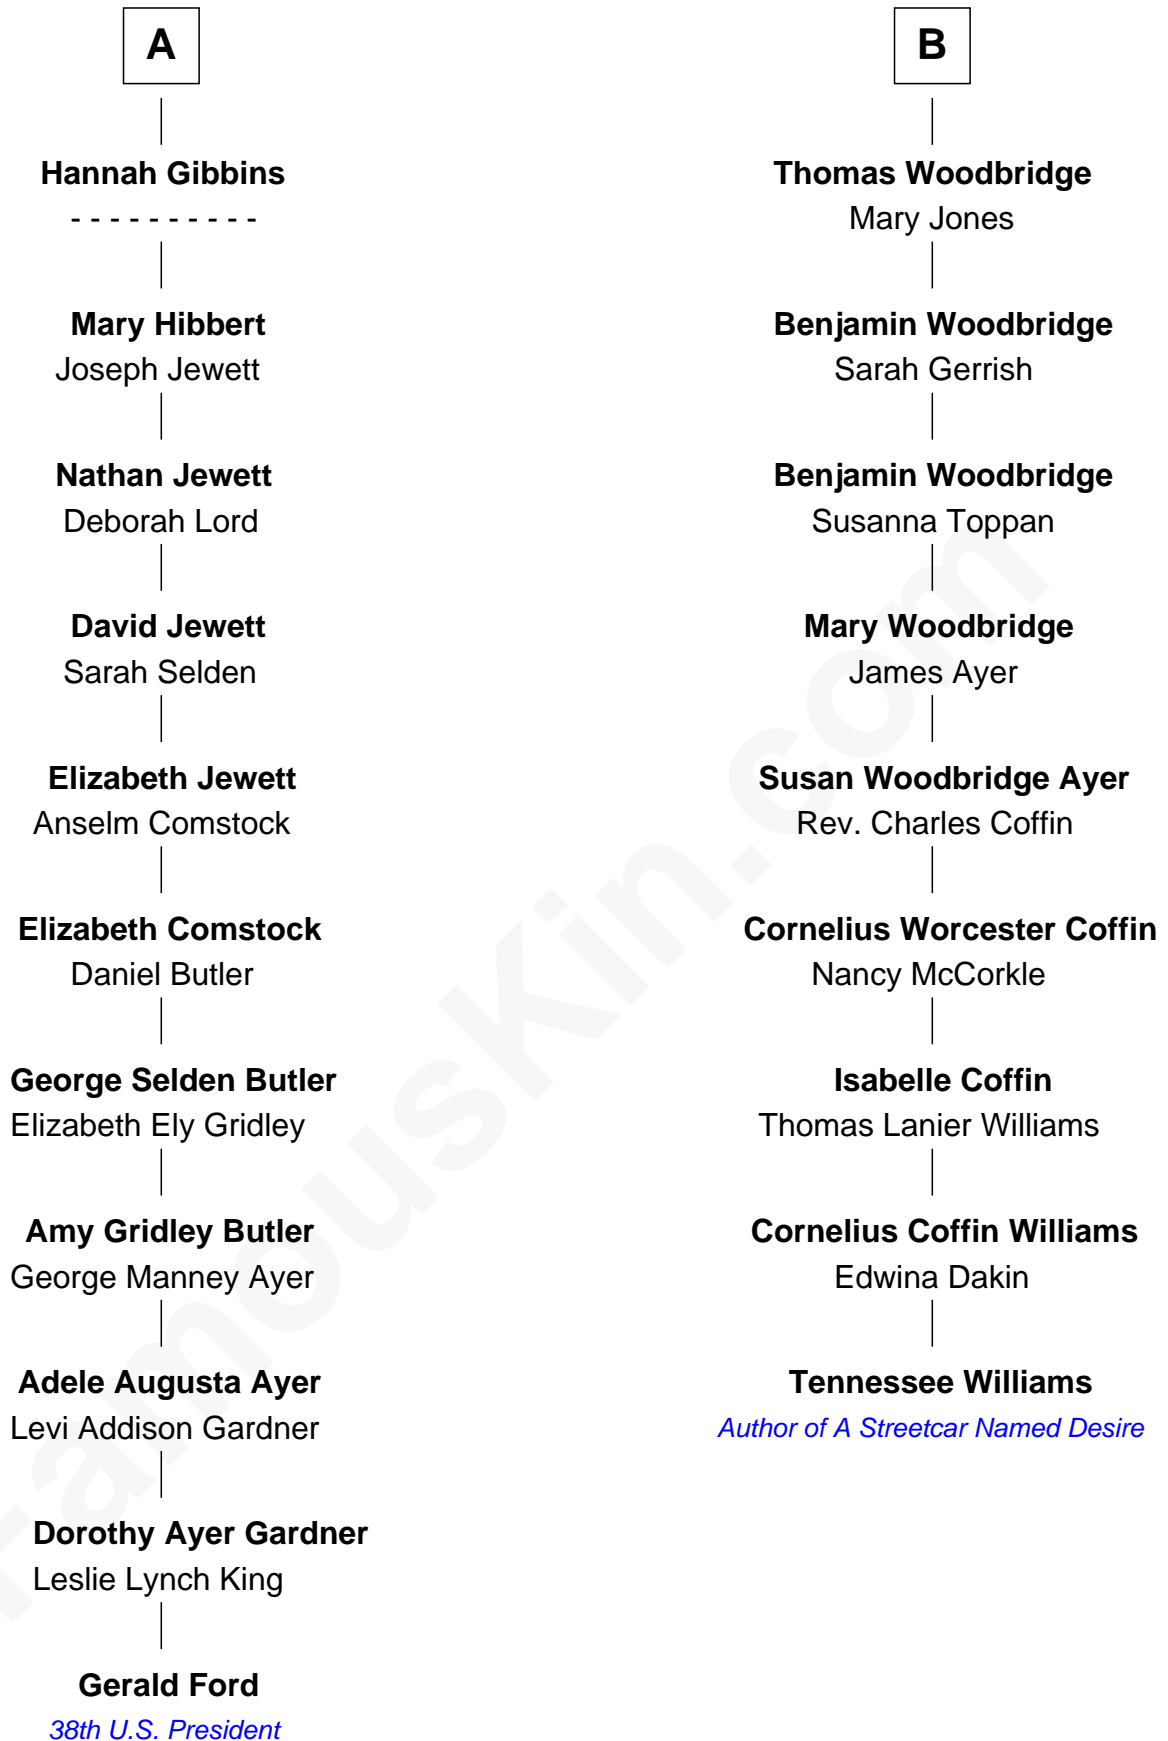 A
Hannah Gibbins
- - - - - - - - - -
Mary Hibbert
Joseph Jewett
Nathan Jewett
Deborah Lord
David Jewett
Sarah Selden
Elizabeth Jewett
Anselm Comstock
Elizabeth Comstock
Daniel Butler
George Selden Butler
Elizabeth Ely Gridley
Amy Gridley Butler
George Manney Ayer
Adele Augusta Ayer
Levi Addison Gardner
Dorothy Ayer Gardner
Leslie Lynch King
Gerald Ford
38th U.S. President
B
Thomas Woodbridge
Mary Jones
Benjamin Woodbridge
Sarah Gerrish
Benjamin Woodbridge
Susanna Toppan
Mary Woodbridge
James Ayer
Susan Woodbridge Ayer
Rev. Charles Coffin
Cornelius Worcester Coffin
Nancy McCorkle
Isabelle Coffin
Thomas Lanier Williams
Cornelius Coffin Williams
Edwina Dakin
Tennessee Williams
Author of A Streetcar Named Desire
FamousKin.com